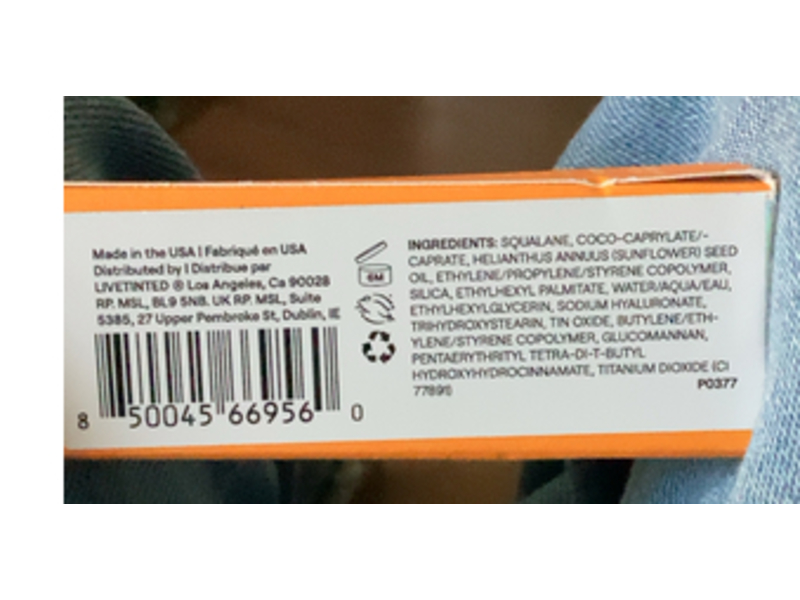 Made in the USA | Fabriqué en USA
Distributed by | Distribue par
LIVETINTED ® Los Angeles, Ca 90028
RP. MSL, BL9 5NB. UK RP. MSL, Suite
5385, 27 Upper Pembroke St, Dublin, IE
8 50045 66956 0
6M
INGREDIENTS: SQUALANE, COCO-CAPRYLATE/-
CAPRATE, HELIANTHUS ANNUUS (SUNFLOWER) SEED
OIL, ETHYLENE/PROPYLENE/STYRENE COPOLYMER,
SILICA, ETHYLHEXYL PALMITATE, WATER/AQUA/EAU,
ETHYLHEXYLGLYCERIN, SODIUM HYALURONATE,
TRIHYDROXYSTEARIN, TIN OXIDE, BUTYLENE/ETH-
YLENE/STYRENE COPOLYMER, GLUCOMANNAN,
PENTAERYTHRITYL TETRA-DI-T-BUTYL
HYDROXYHYDROCINNAMATE, TITANIUM DIOXIDE (CI
77891)
P0377